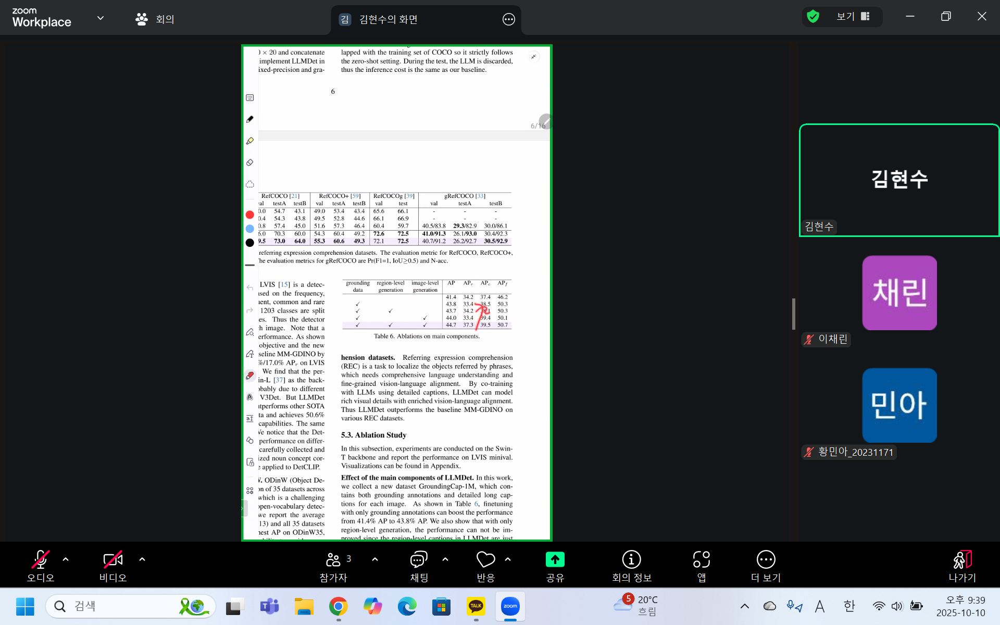 zoom
Workplace
회의
김 김현수의 화면
보기
0 × 20 and concatenate
implement LLMDet in
ixed-precision and gra-
lapped with the training set of COCO so it strictly follows
the zero-shot setting. During the test, the LLM is discarded,
thus the inference cost is the same as our baseline.
6
6/16
RefCOCO [21] RefCOCO+ [59] RefCOCOg [39] gRefCOCO [33]
val testA testB val testA testB val test val testA testB
0.0 54.7 43.1 49.0 53.4 43.4 65.6 66.1 - - -
0.4 54.3 43.8 49.5 52.8 44.6 66.1 66.9 - - -
0.8 57.4 45.0 51.6 57.3 46.4 60.4 59.7 40.5/83.8 29.3/82.9 30.0/86.1
6.0 70.3 60.0 54.3 60.4 49.2 72.6 72.5 41.0/91.3 26.1/93.0 30.4/92.3
9.5 73.0 64.0 55.3 60.6 49.3 72.1 72.5 40.7/91.2 26.2/92.7 30.5/92.9
referring expression comprehension datasets. The evaluation metric for RefCOCO, RefCOCO+,
The evaluation metrics for gRefCOCO are Pr(F1=1, IoU≥0.5) and N-acc.
LVIS [15] is a detec-
ased on the frequency,
uent, common and rare
1203 classes are split
es. Thus the detector
h image. Note that a
erformance. As shown
objective and the new
seline MM-GDINO by
%/17.0% APr on LVIS
We find that the per-
in-L [37] as the back-
obably due to different
V3Det. But LLMDet
utperforms other SOTA
ta and achieves 50.6%
capabilities. The same
We notice that the Det-
performance on differ-
carefully collected and
ized noun concept cor-
e applied to DetCLIP.
W. ODinW (Object De-
on of 35 datasets across
which is a challenging
open-vocabulary detec-
we report the average
13) and all 35 datasets
hest AP on ODinW35,
grounding data region-level generation image-level generation AP APr APc APf
41.4 34.2 37.4 46.2
✓ 43.8 33.4 38.5 50.3
✓ ✓ 43.7 34.2 38.1 50.3
✓ ✓ 44.0 33.4 39.4 50.1
✓ ✓ ✓ 44.7 37.3 39.5 50.7
Table 6. Ablations on main components.
hension datasets. Referring expression comprehension
(REC) is a task to localize the objects referred by phrases,
which needs comprehensive language understanding and
fine-grained vision-language alignment. By co-training
with LLMs using detailed captions, LLMDet can model
rich visual details with enriched vision-language alignment.
Thus LLMDet outperforms the baseline MM-GDINO on
various REC datasets.
5.3. Ablation Study
In this subsection, experiments are conducted on the Swin-
T backbone and report the performance on LVIS minival.
Visualizations can be found in Appendix.
Effect of the main components of LLMDet. In this work,
we collect a new dataset GroundingCap-1M, which con-
tains both grounding annotations and detailed long cap-
tions for each image. As shown in Table 6, finetuning
with only grounding annotations can boost the performance
from 41.4% AP to 43.8% AP. We also show that with only
region-level generation, the performance can not be im-
proved since the region-level captions in LLMDet are just
김현수
김현수
채린
이채린
민아
황민아_20231171
오디오
비디오
참가자 3
채팅
반응
공유
회의 정보
앱
더 보기
나가기
검색
TALK
zoom
5
20°C
흐림
A
한
오후 9:39
2025-10-10